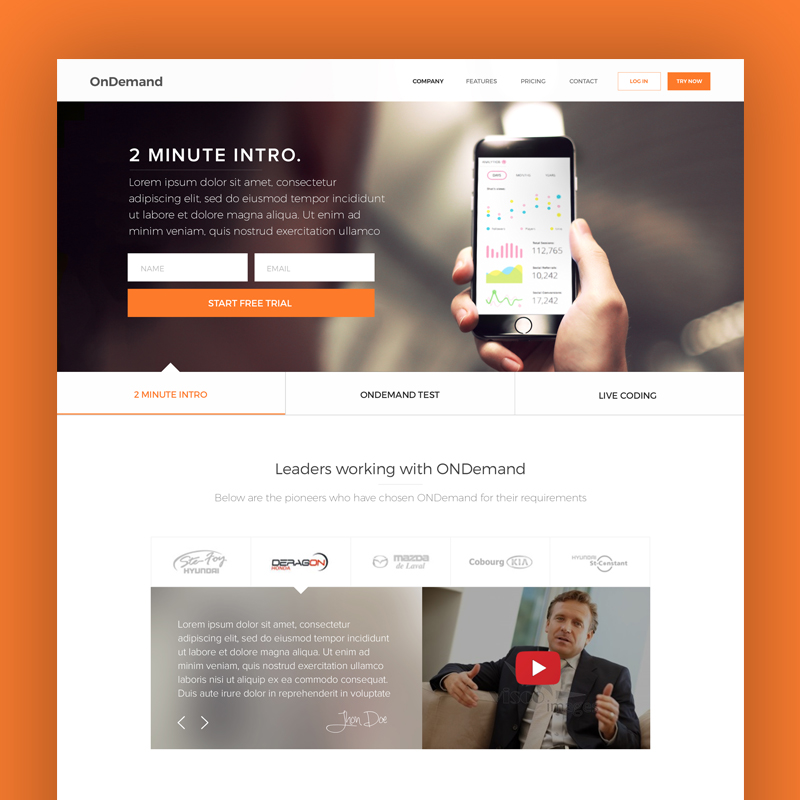 OnDemand
COMPANY FEATURES PRICING CONTACT LOG IN TRY NOW
2 MINUTE INTRO.
Lorem ipsum dolor sit amet, consectetur
adipiscing elit, sed do eiusmod tempor incididunt
ut labore et dolore magna aliqua. Ut enim ad
minim veniam, quis nostrud exercitation ullamco
NAME EMAIL
START FREE TRIAL
112,765
10,242
17,242
2 MINUTE INTRO ONDEMAND TEST LIVE CODING
Leaders working with ONDemand
Below are the pioneers who have chosen ONDemand for their requirements
Ste-Foy
HYUNDAI
DERAGON
HONDA
mazda
de Laval
Cobourg KIA
HYUNDAI
St-Constant
Lorem ipsum dolor sit amet, consectetur
adipiscing elit, sed do eiusmod tempor incididunt
ut labore et dolore magna aliqua. Ut enim ad
minim veniam, quis nostrud exercitation ullamco
laboris nisi ut aliquip ex ea commodo consequat.
Duis aute irure dolor in reprehenderit in voluptate
Jhon Doe